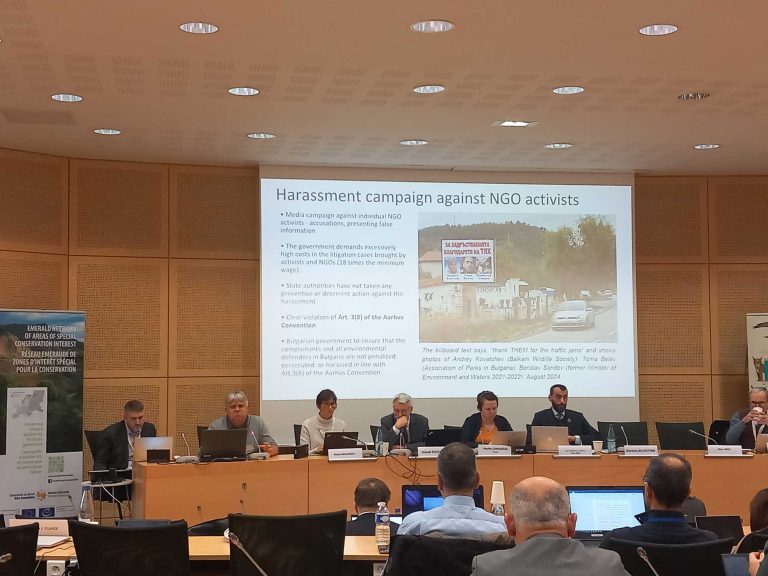 Harassment campaign against NGO activists
• Media campaign against individual NGO
activists - accusations, presenting false
information
• The government demands excessively
high costs in the litigation cases brought by
activists and NGOs (18 times the minimum
wage)
• State authorities have not taken any
preventive or deterrent action against this
harassment
• Clear violation of Art. 3(8) of the Aarhus
Convention
• Bulgarian government to ensure that the
complainants and all environmental
defenders in Bulgaria are not penalized,
persecuted, or harassed in line with
Art.3(8) of the Aarhus Convention
ЗА ЗАДРЪСТВАНИЯТА
БЛАГОДАРЕТЕ НА ТЯХ
The billboard text says: "thank THEM for the traffic jams" and shows
photos of Andrey Kovatchev (Balkani Wildlife Society), Toma Belev
(Association of Parks in Bulgaria), Borislav Sandov (former Minister of
Environment and Waters 2021-2022). August 2024
EMERALD NETWORK
OF AREAS OF SPECIAL
CONSERVATION INTEREST
RÉSEAU ÉMERAUDE DE
ZONES D'INTÉRÊT SPÉCIAL
POUR LA CONSERVATION